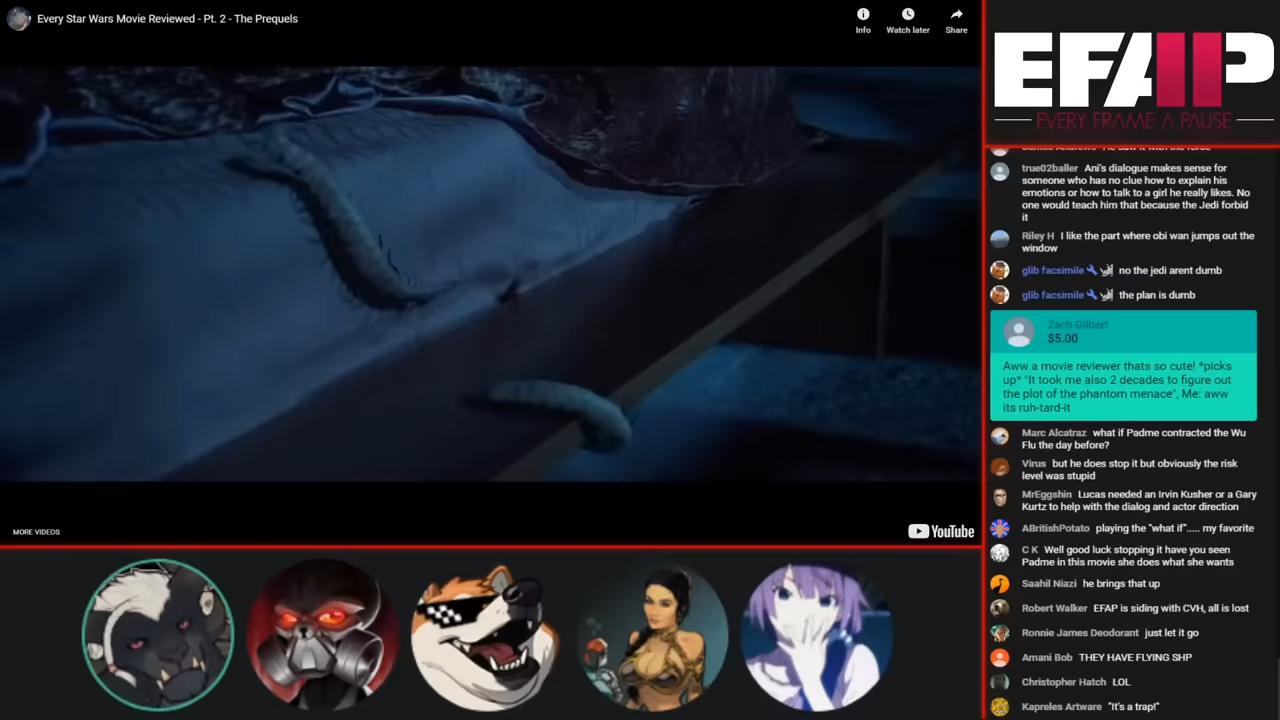 Every Star Wars Movie Reviewed - Pt. 2 - The Prequels
Info
Watch later
Share
MORE VIDEOS
YouTube
EFAP
EVERY FRAME A PAUSE
true02baller Ani's dialogue makes sense for
someone who has no clue how to explain his
emotions or how to talk to a girl he really likes. No
one would teach him that because the Jedi forbid
it
Riley H I like the part where obi wan jumps out the
window
glib facsimile no the jedi arent dumb
glib facsimile the plan is dumb
Zach Gilbert
$5.00
Aww a movie reviewer thats so cute! *picks
up* "It took me also 2 decades to figure out
the plot of the phantom menace", Me: aww
its ruh-tard-it
Marc Alcatraz what if Padme contracted the Wu
Flu the day before?
Virus but he does stop it but obviously the risk
level was stupid
MrEggshin Lucas needed an Irvin Kusher or a Gary
Kurtz to help with the dialog and actor direction
ABritishPotato playing the "what if"..... my favorite
C K Well good luck stopping it have you seen
Padme in this movie she does what she wants
Saahil Niazi he brings that up
Robert Walker EFAP is siding with CVH, all is lost
Ronnie James Deodorant just let it go
Amani Bob THEY HAVE FLYING SHP
Christopher Hatch LOL
Kapreles Artware "It's a trap!"